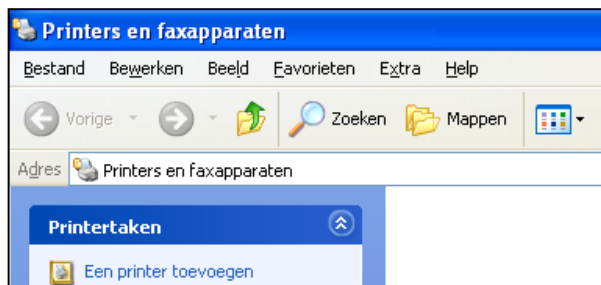 Printers en faxapparaten
Bestand Bewerken Beeld Favorieten Extra Help
Vorige Zoeken Mappen
Adres Printers en faxapparaten
Printertaken
Een printer toevoegen